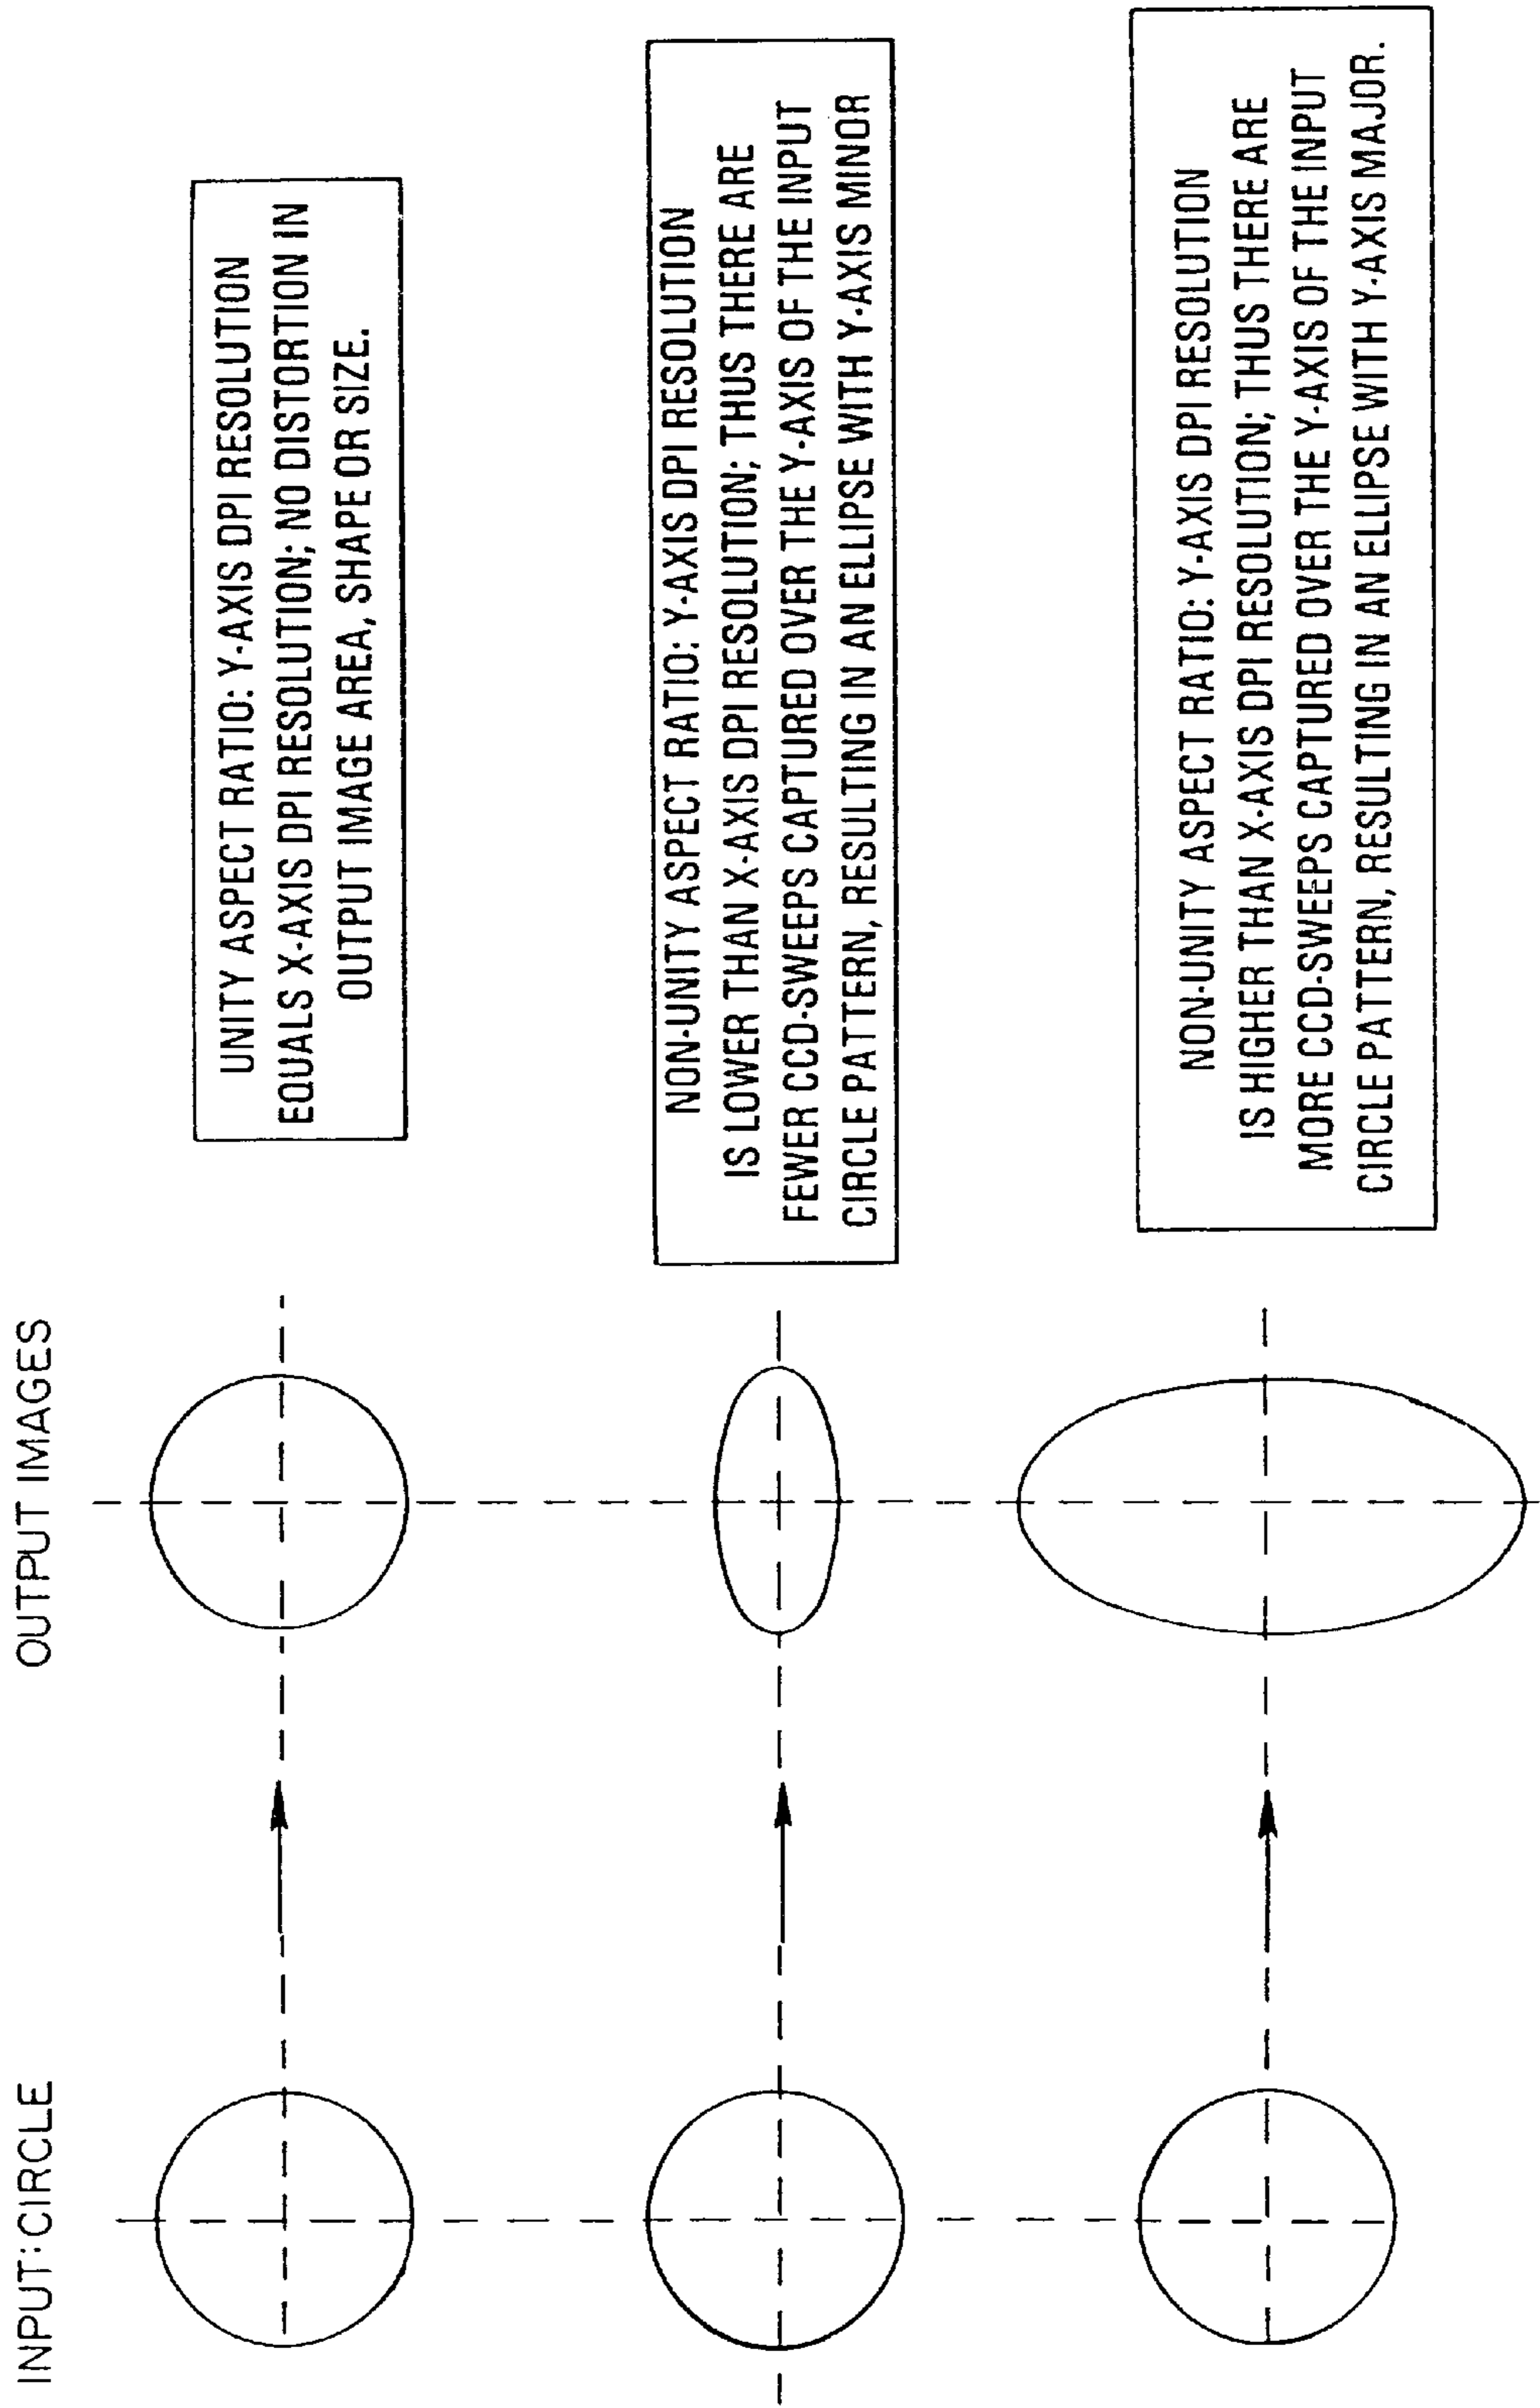 INPUT:CIRCLE
OUTPUT IMAGES
UNITY ASPECT RATIO: Y-AXIS DPI RESOLUTION
EQUALS X-AXIS DPI RESOLUTION; NO DISTORTION IN
OUTPUT IMAGE AREA, SHAPE OR SIZE.
NON-UNITY ASPECT RATIO: Y-AXIS DPI RESOLUTION
IS LOWER THAN X-AXIS DPI RESOLUTION; THUS THERE ARE
FEWER CCD-SWEEPS CAPTURED OVER THE Y-AXIS OF THE INPUT
CIRCLE PATTERN, RESULTING IN AN ELLIPSE WITH Y-AXIS MINOR
NON-UNITY ASPECT RATIO: Y-AXIS DPI RESOLUTION
IS HIGHER THAN X-AXIS DPI RESOLUTION; THUS THERE ARE
MORE CCD-SWEEPS CAPTURED OVER THE Y-AXIS OF THE INPUT
CIRCLE PATTERN, RESULTING IN AN ELLIPSE WITH Y-AXIS MAJOR.